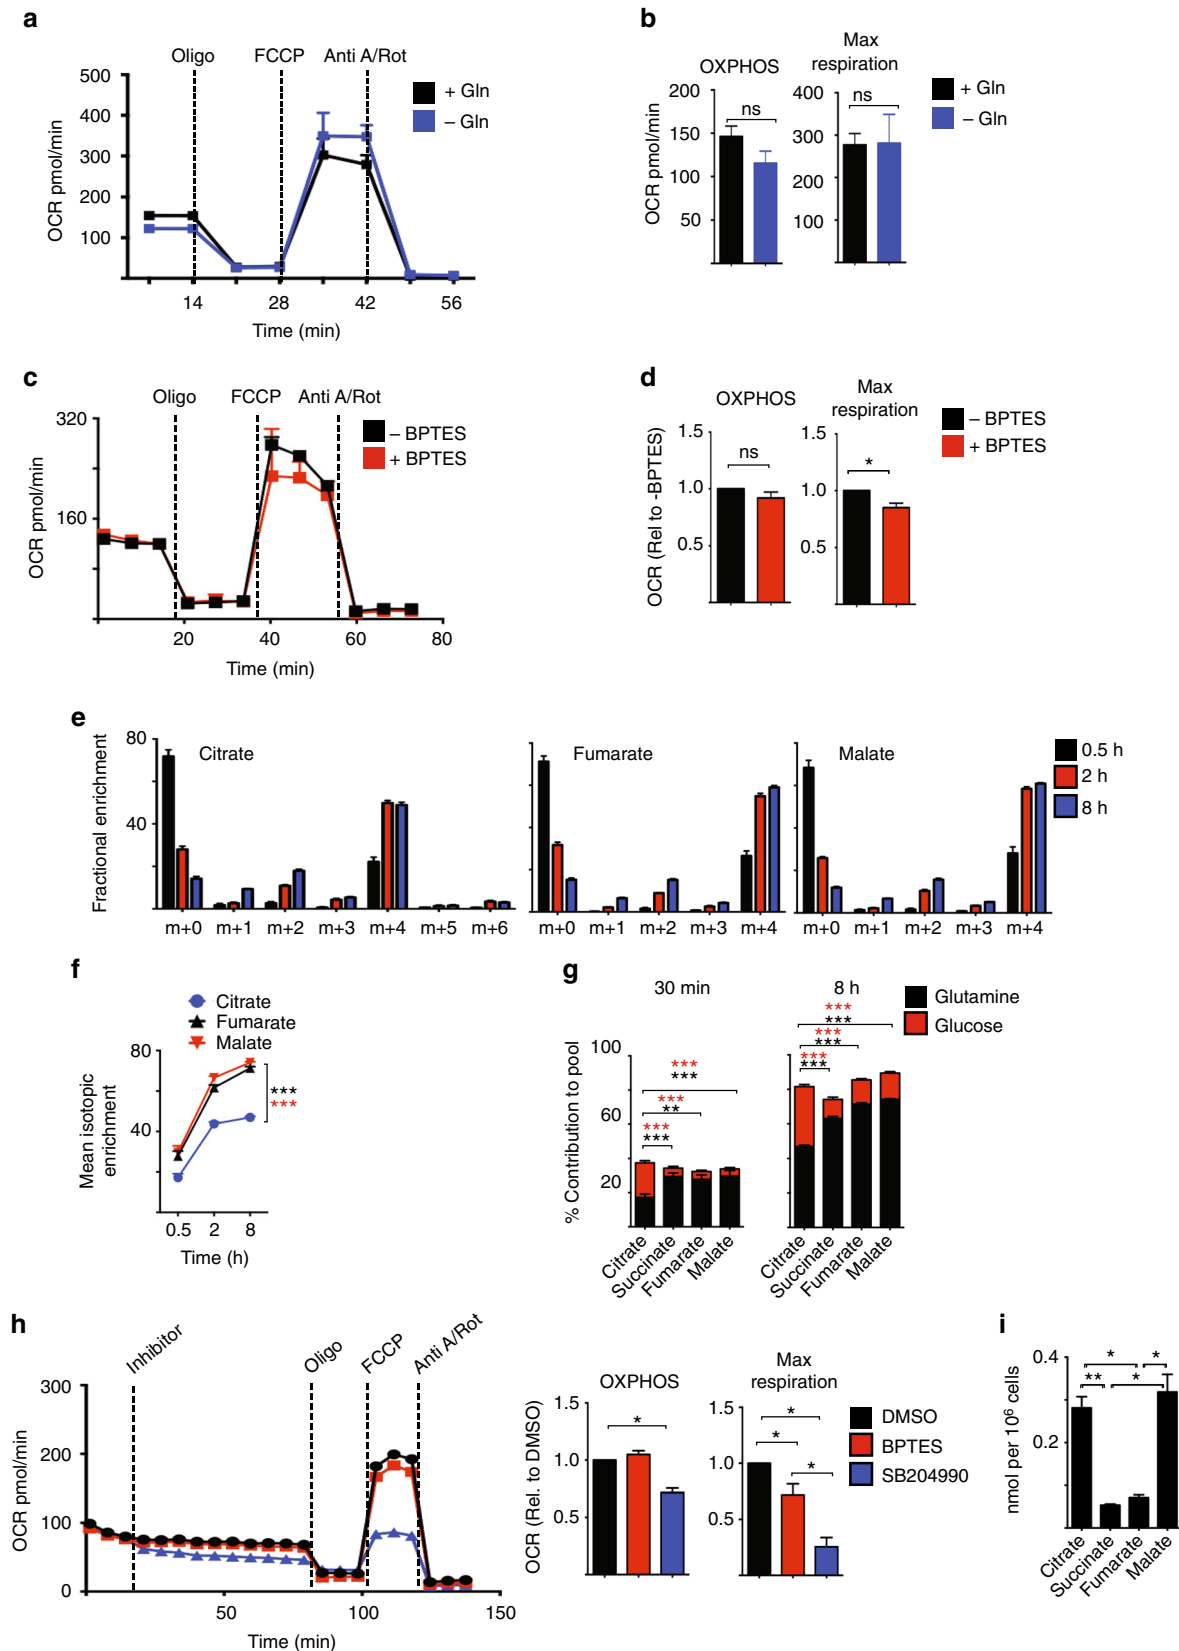 a
Oligo
FCCP
Anti A/Rot
500
400
300
200
100
OCR pmol/min
14
28
42
56
Time (min)
+ Gln
– Gln
b
OXPHOS
Max
respiration
200
150
100
50
OCR pmol/min
ns
400
300
200
100
ns
+ Gln
– Gln
c
Oligo
FCCP
Anti A/Rot
320
160
OCR pmol/min
20
40
60
80
Time (min)
– BPTES
+ BPTES
d
OXPHOS
Max
respiration
1.5
1.0
0.5
OCR (Rel to -BPTES)
ns
1.5
1.0
0.5
*
– BPTES
+ BPTES
e
80
40
Fractional enrichment
Citrate
m+0 m+1 m+2 m+3 m+4 m+5 m+6
Fumarate
m+0 m+1 m+2 m+3 m+4
Malate
m+0 m+1 m+2 m+3 m+4
0.5 h
2 h
8 h
f
Citrate
Fumarate
Malate
80
40
Mean isotopic
enrichment
***
***
0.5 2 8
Time (h)
g
30 min
8 h
Glutamine
Glucose
100
60
20
% Contribution to pool
***
***
***
**
***
***
Citrate
Succinate
Fumarate
Malate
***
***
***
***
***
***
Citrate
Succinate
Fumarate
Malate
h
Inhibitor
Oligo
FCCP
Anti A/Rot
300
200
100
0
OCR pmol/min
50
100
150
Time (min)
OXPHOS
Max
respiration
1.5
1.0
0.5
OCR (Rel. to DMSO)
*
1.5
1.0
0.5
*
*
*
DMSO
BPTES
SB204990
i
0.4
0.2
nmol per 10⁶ cells
*
*
**
*
Citrate
Succinate
Fumarate
Malate